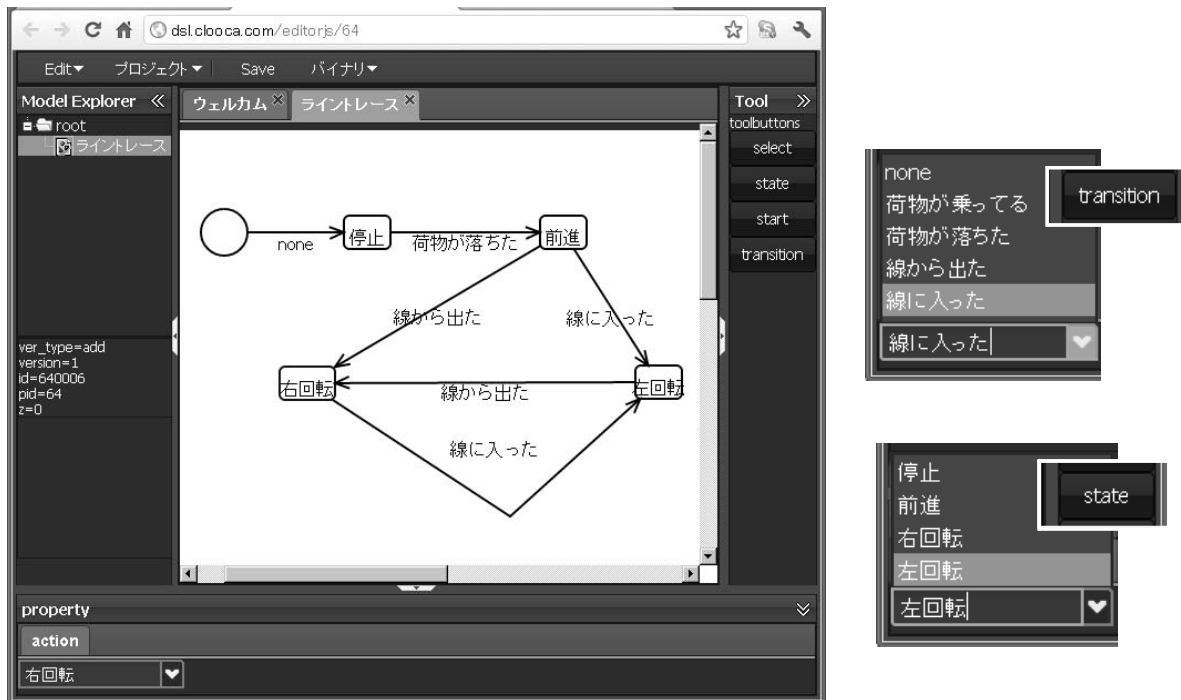 dsl.clooca.com/editorjs/64
Edit▾ プロジェクト▾ Save バイナリ▾
Model Explorer «
root
ライントレース
ver_type=add
version=1
id=640006
pid=64
z=0
ウェルカム × ライントレース ×
none
停止
荷物が落ちた
前進
線から出た
線に入った
右回転
線から出た
左回転
線に入った
Tool »
toolbuttons
select
state
start
transition
property
action
右回転
none
荷物が乗ってる
荷物が落ちた
線から出た
線に入った
線に入った
transition
停止
前進
右回転
左回転
左回転
state